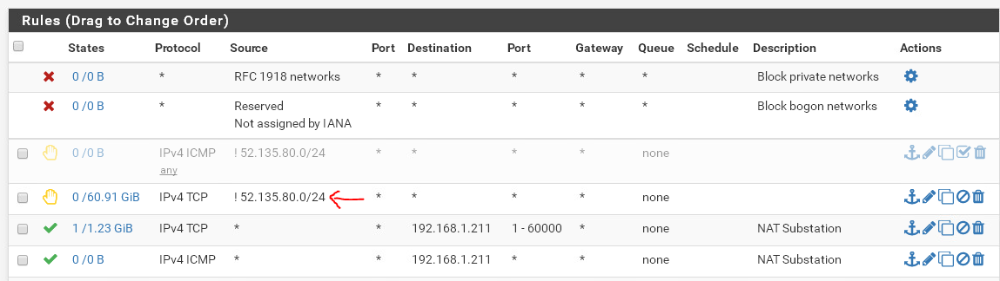 Rules (Drag to Change Order)
States Protocol Source Port Destination Port Gateway Queue Schedule Description Actions
0 /0 B * RFC 1918 networks * * * * * Block private networks
0 /0 B * Reserved * * * * * Block bogon networks
Not assigned by IANA
0 /0 B IPv4 ICMP ! 52.135.80.0/24 * * * * none
any
0 /60.91 GiB IPv4 TCP ! 52.135.80.0/24 * * * * none
1 /1.23 GiB IPv4 TCP * * 192.168.1.211 1 - 60000 * none NAT Substation
0 /0 B IPv4 ICMP * * 192.168.1.211 * * none NAT Substation